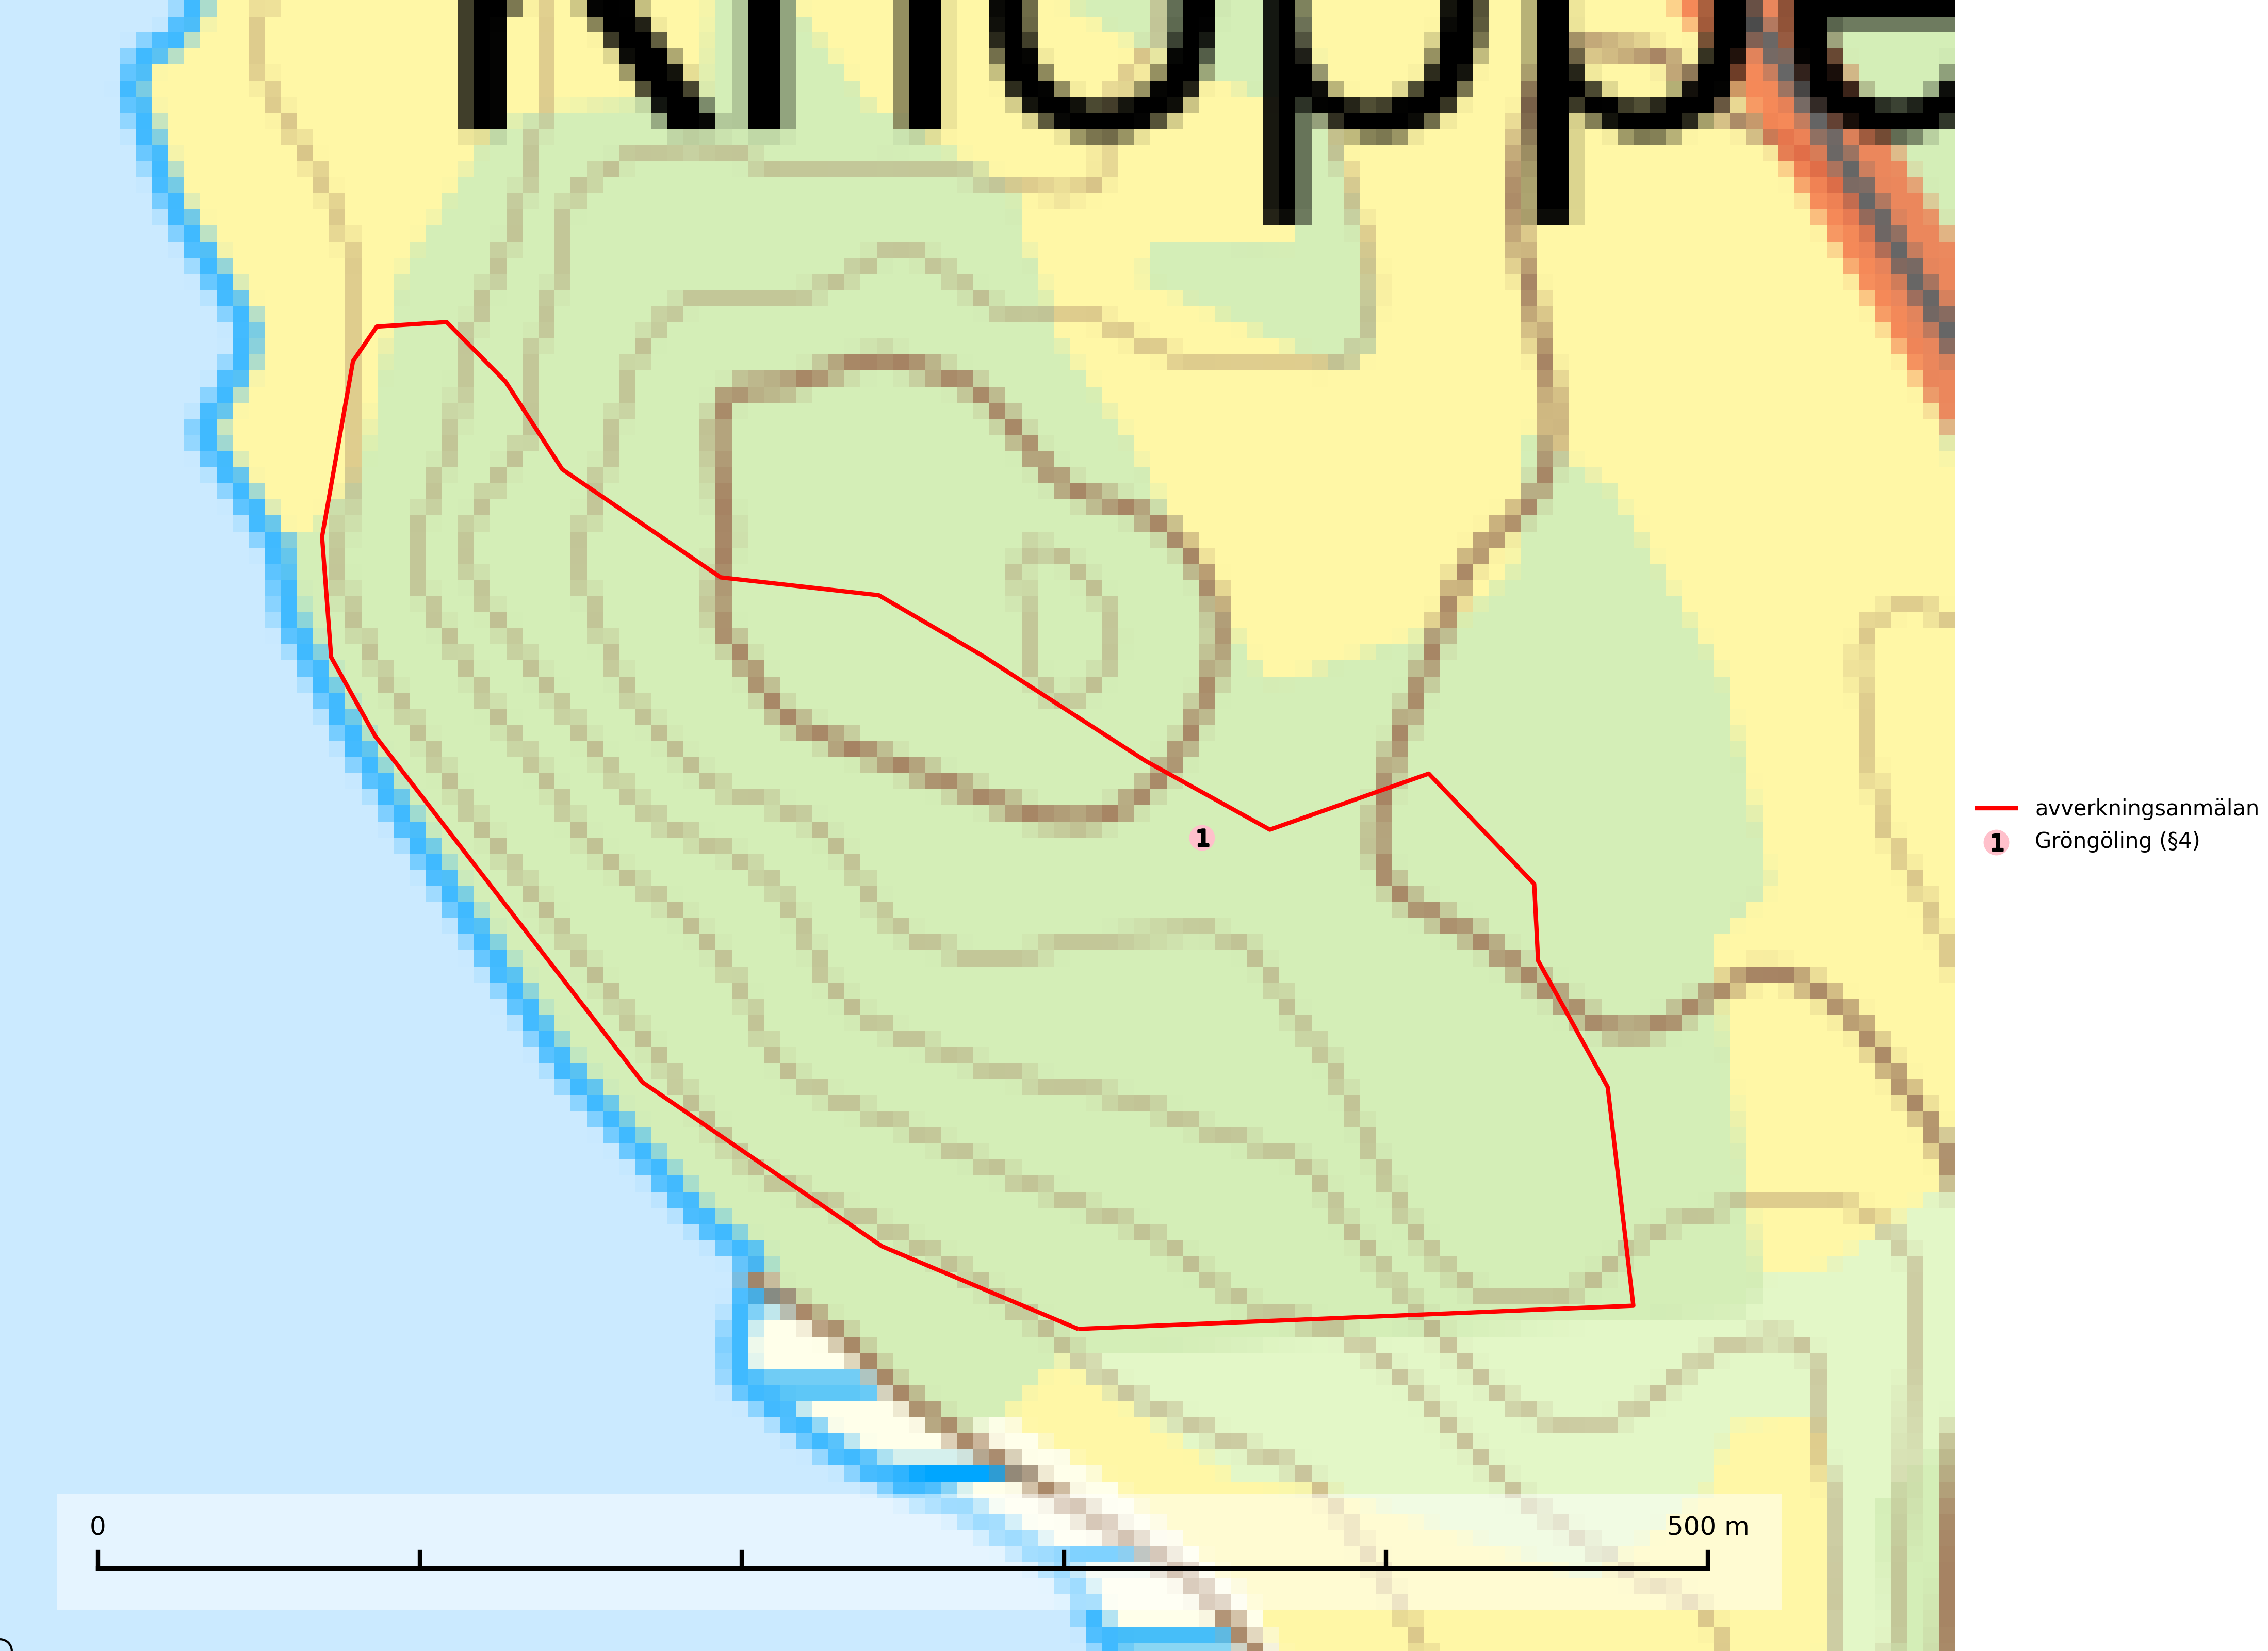 1
avverkningsanmälan
1 Gröngöling (§4)
0 500 m